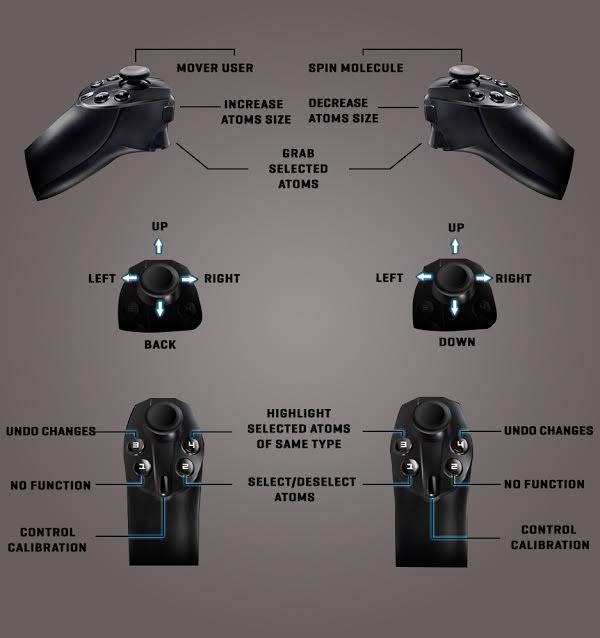 MOVER USER
SPIN MOLECULE
INCREASE
ATOMS SIZE
DECREASE
ATOMS SIZE
GRAB
SELECTED
ATOMS
UP
LEFT
RIGHT
BACK
UP
LEFT
RIGHT
DOWN
UNDO CHANGES
HIGHLIGHT
SELECTED ATOMS
OF SAME TYPE
UNDO CHANGES
3
4
3
4
NO FUNCTION
1
2
SELECT/DESELECT
ATOMS
1
2
NO FUNCTION
CONTROL
CALIBRATION
CONTROL
CALIBRATION